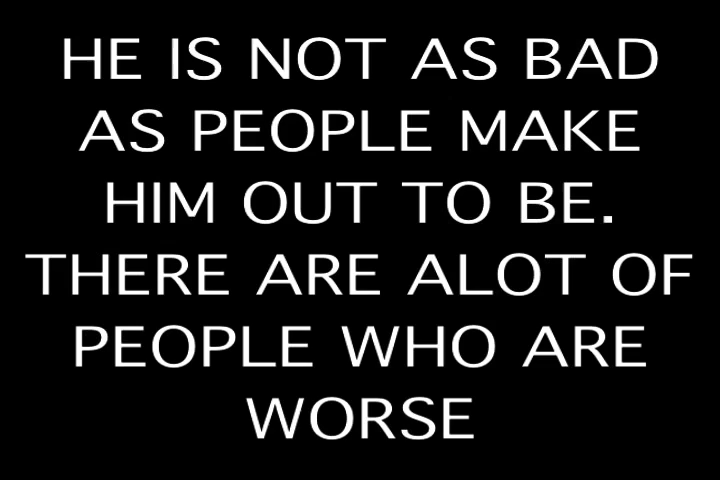 HE IS NOT AS BAD
AS PEOPLE MAKE
HIM OUT TO BE.
THERE ARE ALOT OF
PEOPLE WHO ARE
WORSE